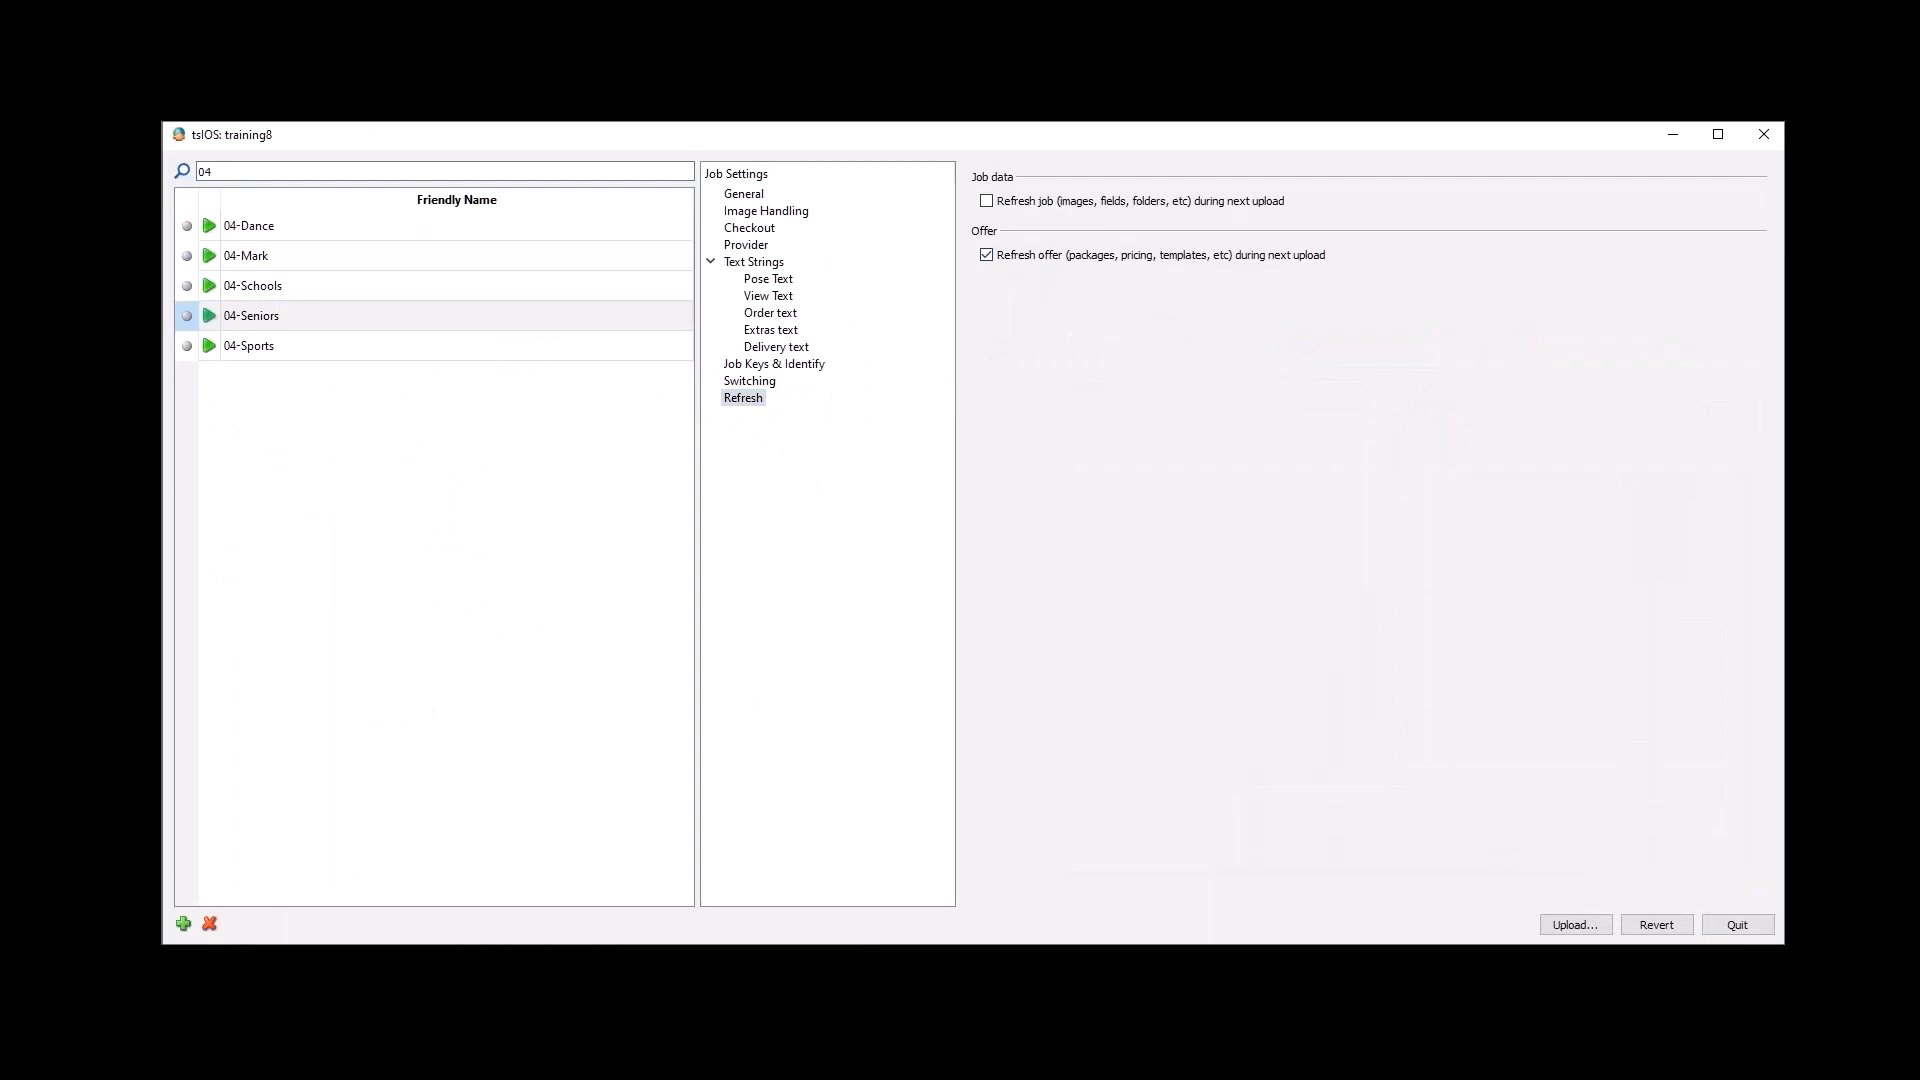 tsIOS: training8
04
Friendly Name
04-Dance
04-Mark
04-Schools
04-Seniors
04-Sports
Job Settings
General
Image Handling
Checkout
Provider
Text Strings
Pose Text
View Text
Order text
Extras text
Delivery text
Job Keys & Identify
Switching
Refresh
Job data
Refresh job (images, fields, folders, etc) during next upload
Offer
Refresh offer (packages, pricing, templates, etc) during next upload
Upload... Revert Quit